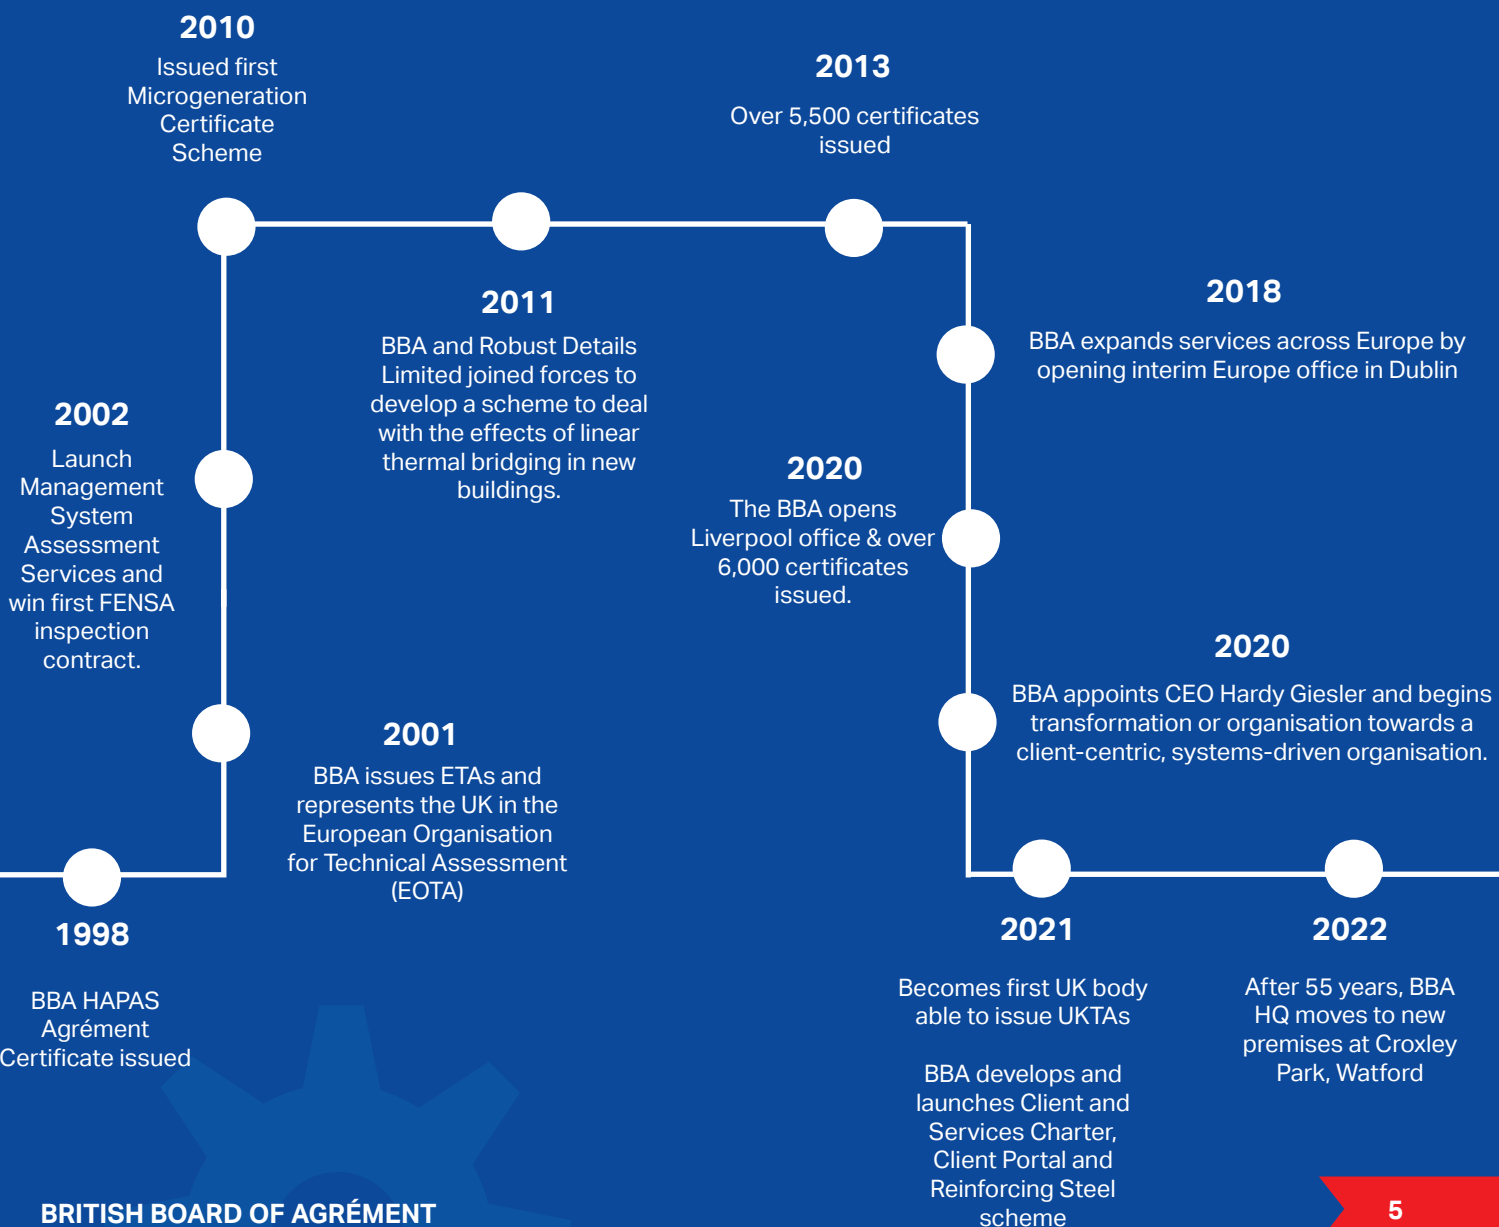 2010
Issued first
Microgeneration
Certificate
Scheme
2013
Over 5,500 certificates
issued
2011
BBA and Robust Details
Limited joined forces to
develop a scheme to deal
with the effects of linear
thermal bridging in new
buildings.
2018
BBA expands services across Europe by
opening interim Europe office in Dublin
2002
Launch
Management
System
Assessment
Services and
win first FENSA
inspection
contract.
2020
The BBA opens
Liverpool office & over
6,000 certificates
issued.
2020
BBA appoints CEO Hardy Giesler and begins
transformation or organisation towards a
client-centric, systems-driven organisation.
2001
BBA issues ETAs and
represents the UK in the
European Organisation
for Technical Assessment
(EOTA)
1998
BBA HAPAS
Agrément
Certificate issued
2021
Becomes first UK body
able to issue UKTAs
BBA develops and
launches Client and
Services Charter,
Client Portal and
Reinforcing Steel
scheme
2022
After 55 years, BBA
HQ moves to new
premises at Croxley
Park, Watford
BRITISH BOARD OF AGRÉMENT
5